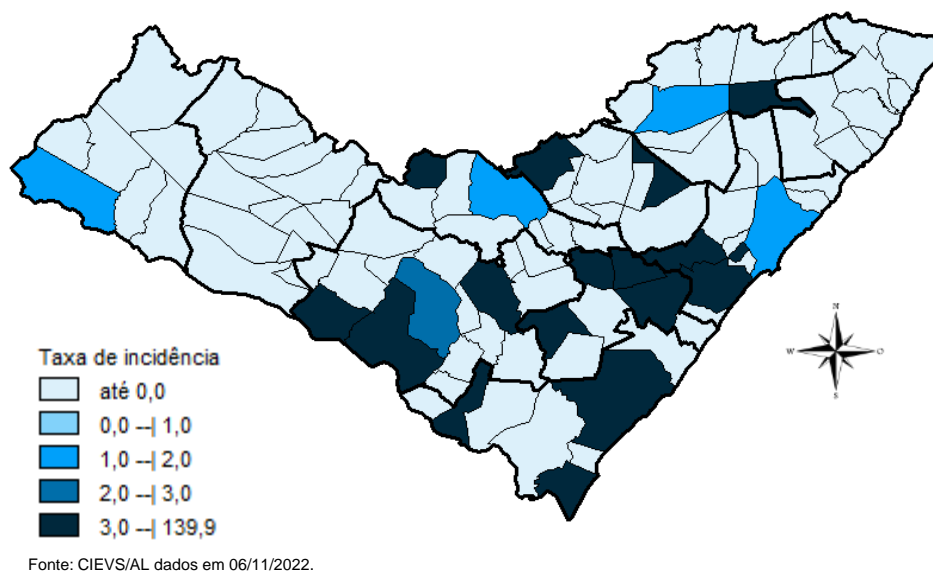 N
W
O
S
Taxa de incidência
até 0,0
0,0 --| 1,0
1,0 --| 2,0
2,0 --| 3,0
3,0 --| 139,9
Fonte: CIEVS/AL dados em 06/11/2022.